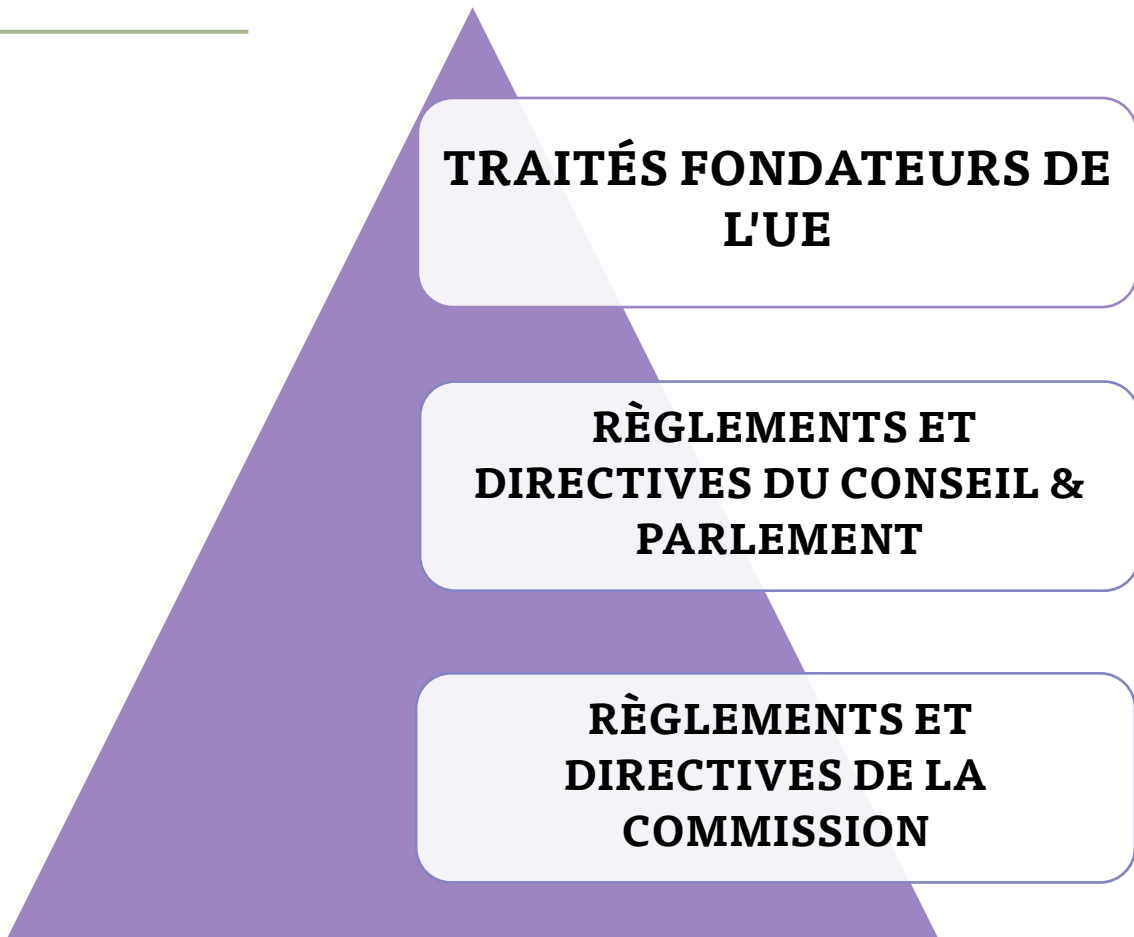 TRAITÉS FONDATEURS DE
L'UE
RÈGLEMENTS ET
DIRECTIVES DU CONSEIL &
PARLEMENT
RÈGLEMENTS ET
DIRECTIVES DE LA
COMMISSION